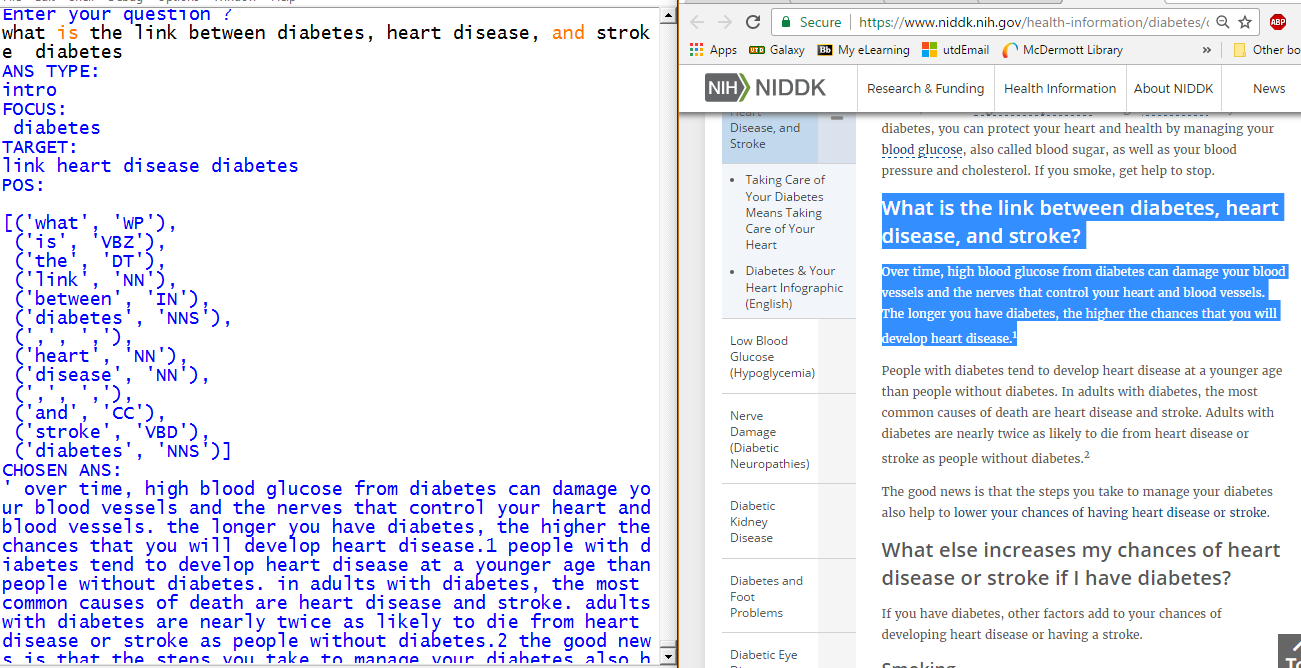 Enter your question ?
what is the link between diabetes, heart disease, and strok
e  diabetes
ANS TYPE:
intro
FOCUS:
 diabetes
TARGET:
link heart disease diabetes
POS:
[('what', 'WP'),
 ('is', 'VBZ'),
 ('the', 'DT'),
 ('link', 'NN'),
 ('between', 'IN'),
 ('diabetes', 'NNS'),
 (',', ','),
 ('heart', 'NN'),
 ('disease', 'NN'),
 (',', ','),
 ('and', 'CC'),
 ('stroke', 'VBD'),
 ('diabetes', 'NNS')]
CHOSEN ANS:
' over time, high blood glucose from diabetes can damage yo
ur blood vessels and the nerves that control your heart and
blood vessels. the longer you have diabetes, the higher the
chances that you will develop heart disease.1 people with d
iabetes tend to develop heart disease at a younger age than
people without diabetes. in adults with diabetes, the most
common causes of death are heart disease and stroke. adults
with diabetes are nearly twice as likely to die from heart
disease or stroke as people without diabetes.2 the good new
s is that the steps you take to manage your diabetes also h
Secure https://www.niddk.nih.gov/health-information/diabetes/
ABP
Apps UTD Galaxy Bb My eLearning utdEmail McDermott Library » Other bo
NIH NIDDK Research & Funding Health Information About NIDDK News
Heart
Disease, and
Stroke
• Taking Care of
Your Diabetes
Means Taking
Care of Your
Heart
• Diabetes & Your
Heart Infographic
(English)
Low Blood
Glucose
(Hypoglycemia)
Nerve
Damage
(Diabetic
Neuropathies)
Diabetic
Kidney
Disease
Diabetes and
Foot
Problems
Diabetic Eye
diabetes, you can protect your heart and health by managing your
blood glucose, also called blood sugar, as well as your blood
pressure and cholesterol. If you smoke, get help to stop.
What is the link between diabetes, heart
disease, and stroke?
Over time, high blood glucose from diabetes can damage your blood
vessels and the nerves that control your heart and blood vessels.
The longer you have diabetes, the higher the chances that you will
develop heart disease.1
People with diabetes tend to develop heart disease at a younger age
than people without diabetes. In adults with diabetes, the most
common causes of death are heart disease and stroke. Adults with
diabetes are nearly twice as likely to die from heart disease or
stroke as people without diabetes.2
The good news is that the steps you take to manage your diabetes
also help to lower your chances of having heart disease or stroke.
What else increases my chances of heart
disease or stroke if I have diabetes?
If you have diabetes, other factors add to your chances of
developing heart disease or having a stroke.
Smoking